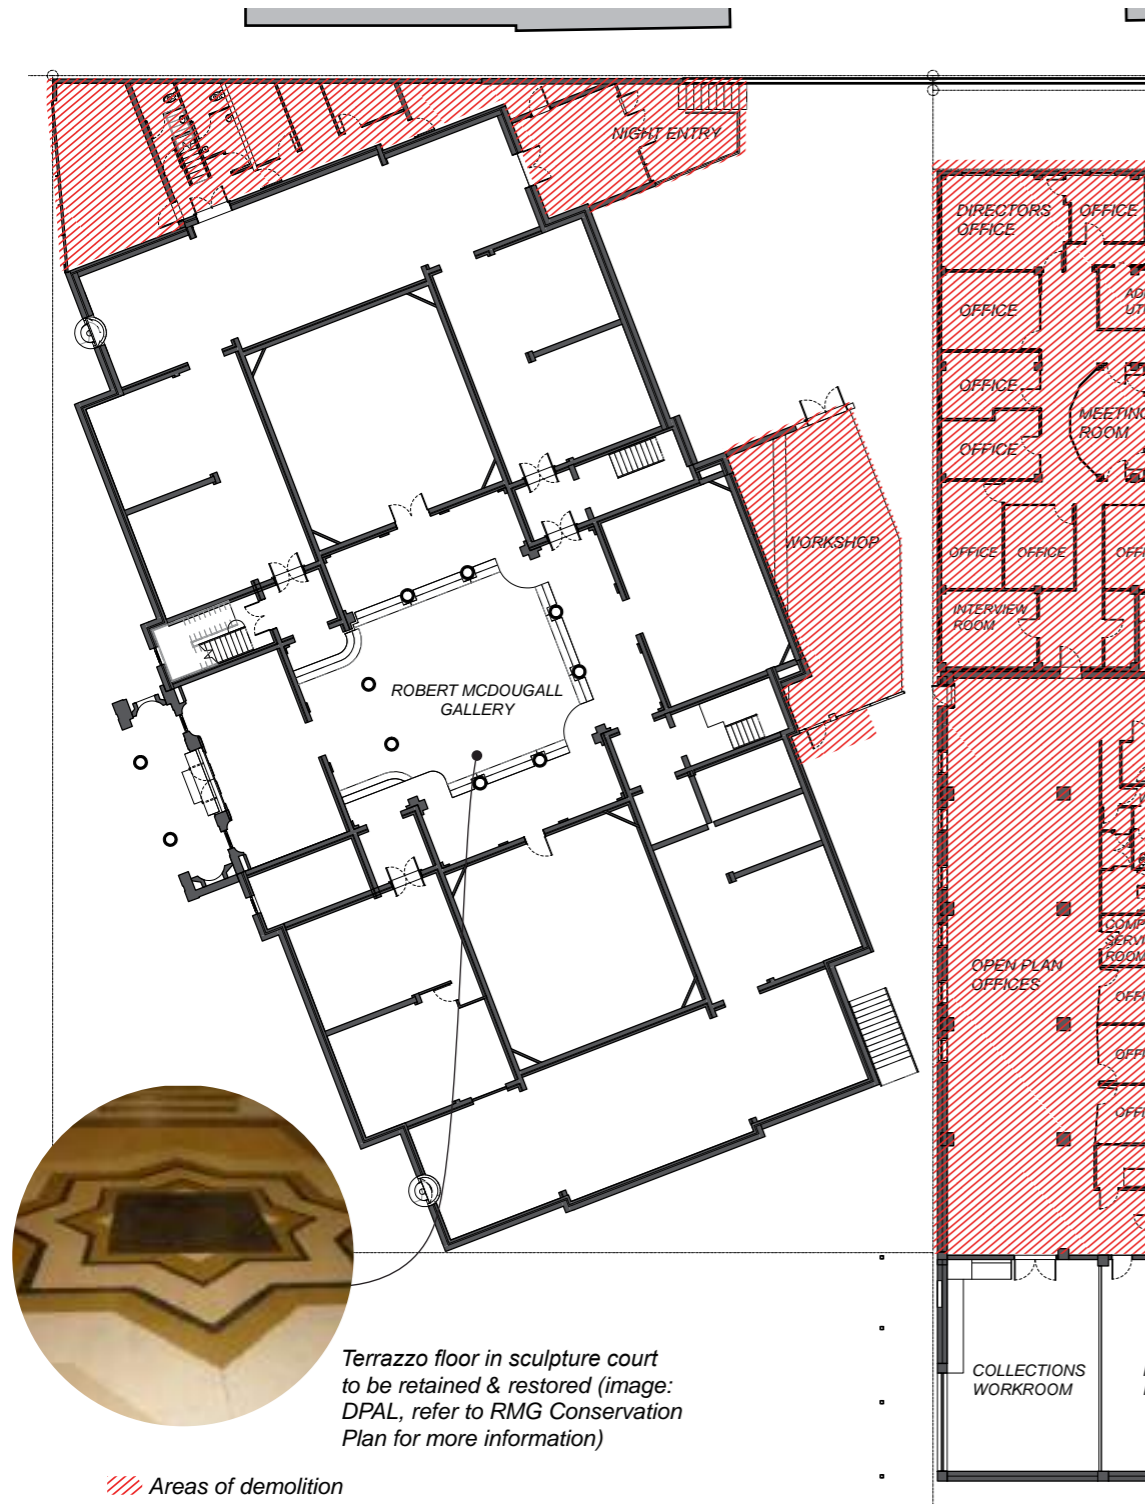 NIGHT ENTRY
DIRECTORS
OFFICE
OFFICE
OFFICE
OFFICE
MEETING
ROOM
OFFICE
WORKSHOP
OFFICE
OFFICE
INTERVIEW
ROOM
ROBERT MCDOUGALL
GALLERY
ROOM
OPEN PLAN
OFFICES
COLLECTIONS
WORKROOM
Terrazzo floor in sculpture court
to be retained & restored (image:
DPAL, refer to RMG Conservation
Plan for more information)
Areas of demolition